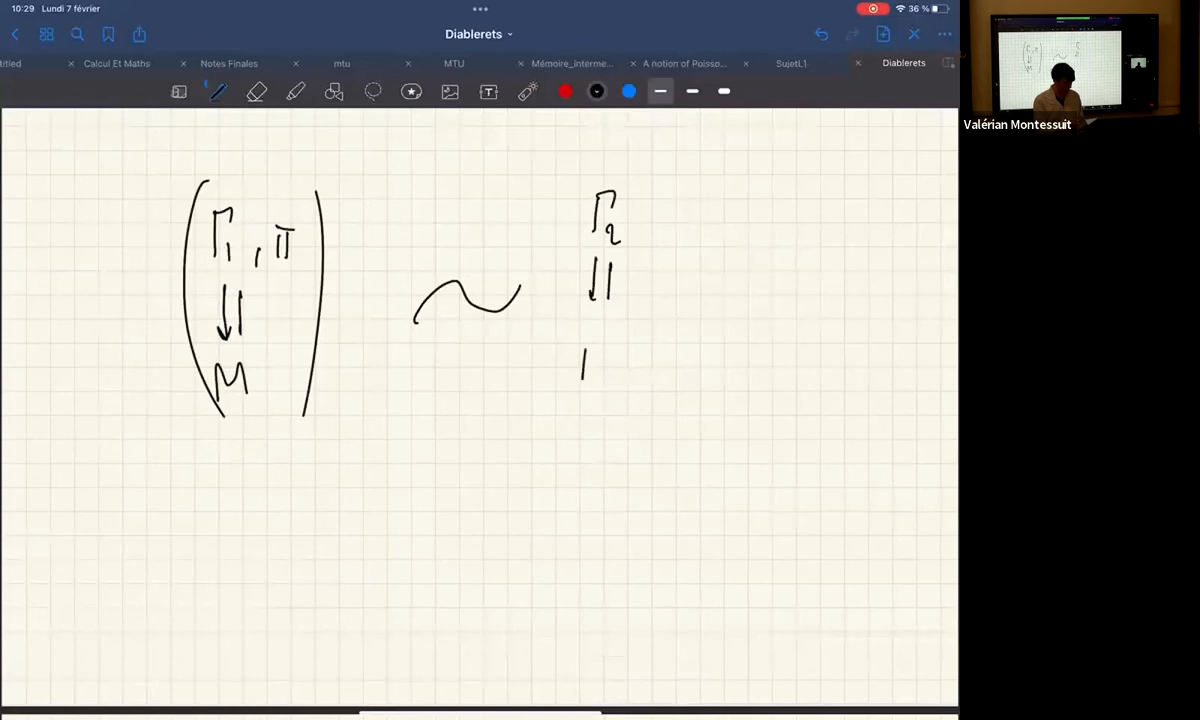 10:29 Lundi 7 février
36 %
Diablerets
titled
Calcul Et Maths
Notes Finales
mtu
MTU
Mémoire_interme...
A notion of Poisso...
SujetL1
Diablerets
Valérian Montessuit
Γ₁ , π ~ Γ₂
⇊ ⇊
M